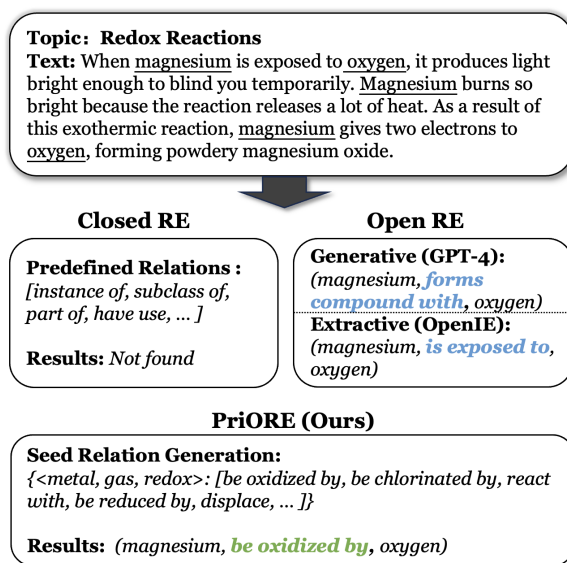 Topic: Redox Reactions
Text: When magnesium is exposed to oxygen, it produces light
bright enough to blind you temporarily. Magnesium burns so
bright because the reaction releases a lot of heat. As a result of
this exothermic reaction, magnesium gives two electrons to
oxygen, forming powdery magnesium oxide.
Closed RE
Predefined Relations :
[instance of, subclass of,
part of, have use, ... ]
Results: Not found
Open RE
Generative (GPT-4):
(magnesium, forms
compound with, oxygen)
Extractive (OpenIE):
(magnesium, is exposed to,
oxygen)
PriORE (Ours)
Seed Relation Generation:
{<metal, gas, redox>: [be oxidized by, be chlorinated by, react
with, be reduced by, displace, ... ]}
Results: (magnesium, be oxidized by, oxygen)